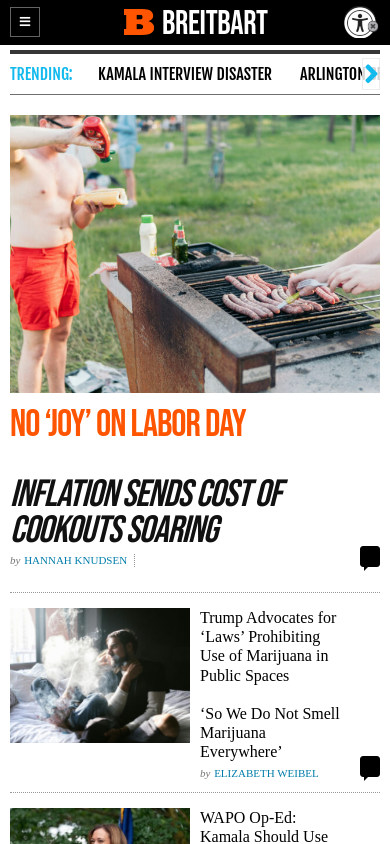 BREITBART
TRENDING:
KAMALA INTERVIEW DISASTER
ARLINGTON
NO ‘JOY’ ON LABOR DAY
INFLATION SENDS COST OF
COOKOUTS SOARING
by HANNAH KNUDSEN
Trump Advocates for
‘Laws’ Prohibiting
Use of Marijuana in
Public Spaces
‘So We Do Not Smell
Marijuana
Everywhere’
by ELIZABETH WEIBEL
WAPO Op-Ed:
Kamala Should Use